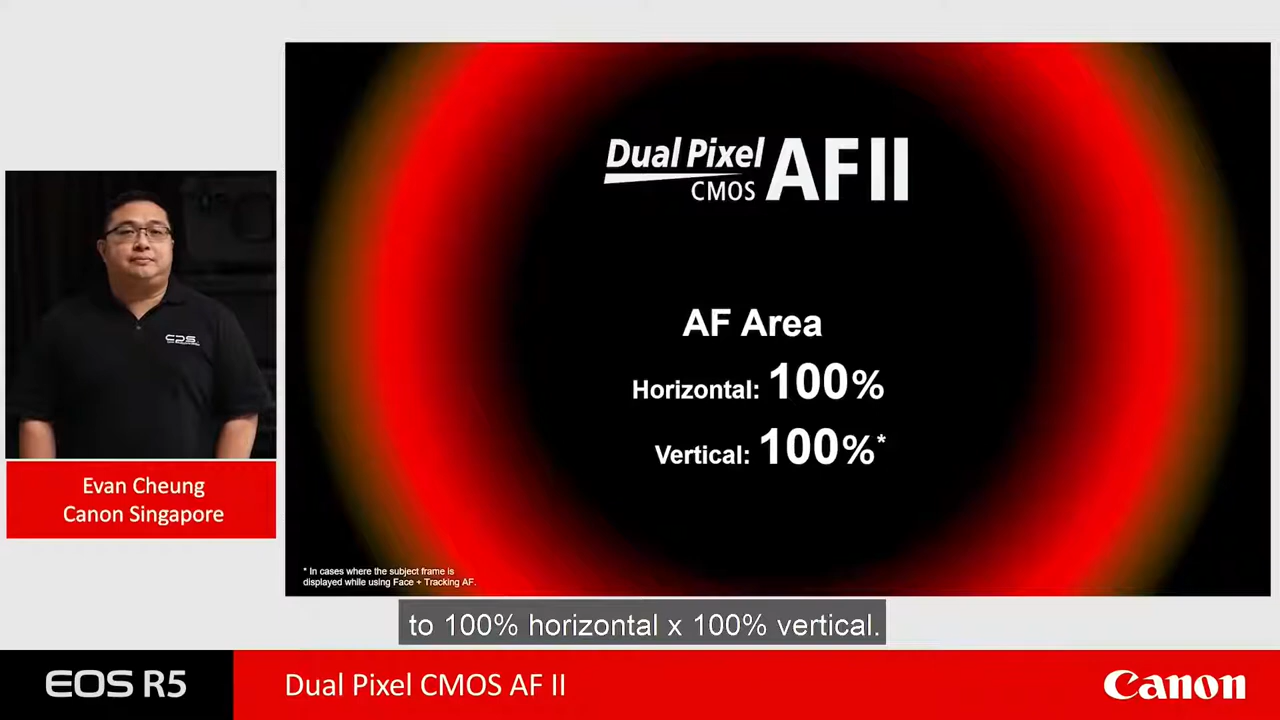 Dual Pixel
CMOS
AF II
AF Area
Horizontal: 100%
Vertical: 100%*
CPS
Evan Cheung
Canon Singapore
* In cases where the subject frame is
displayed while using Face + Tracking AF.
to 100% horizontal x 100% vertical.
EOS R5
Dual Pixel CMOS AF II
Canon